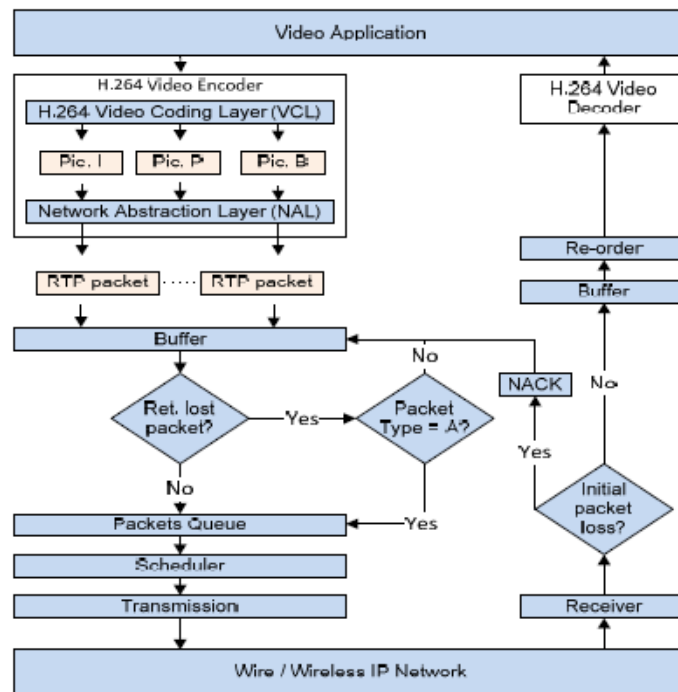 Video Application
H.264 Video Encoder
H.264 Video Coding Layer (VCL)
Pic. I
Pic. P
Pic. B
Network Abstraction Layer (NAL)
RTP packet
.....
RTP packet
Buffer
Ret. lost
packet?
Yes
Packet
Type = A?
No
Yes
No
Packets Queue
Scheduler
Transmission
Wire / Wireless IP Network
H.264 Video
Decoder
Re-order
Buffer
No
NACK
Yes
Initial
packet
loss?
Receiver